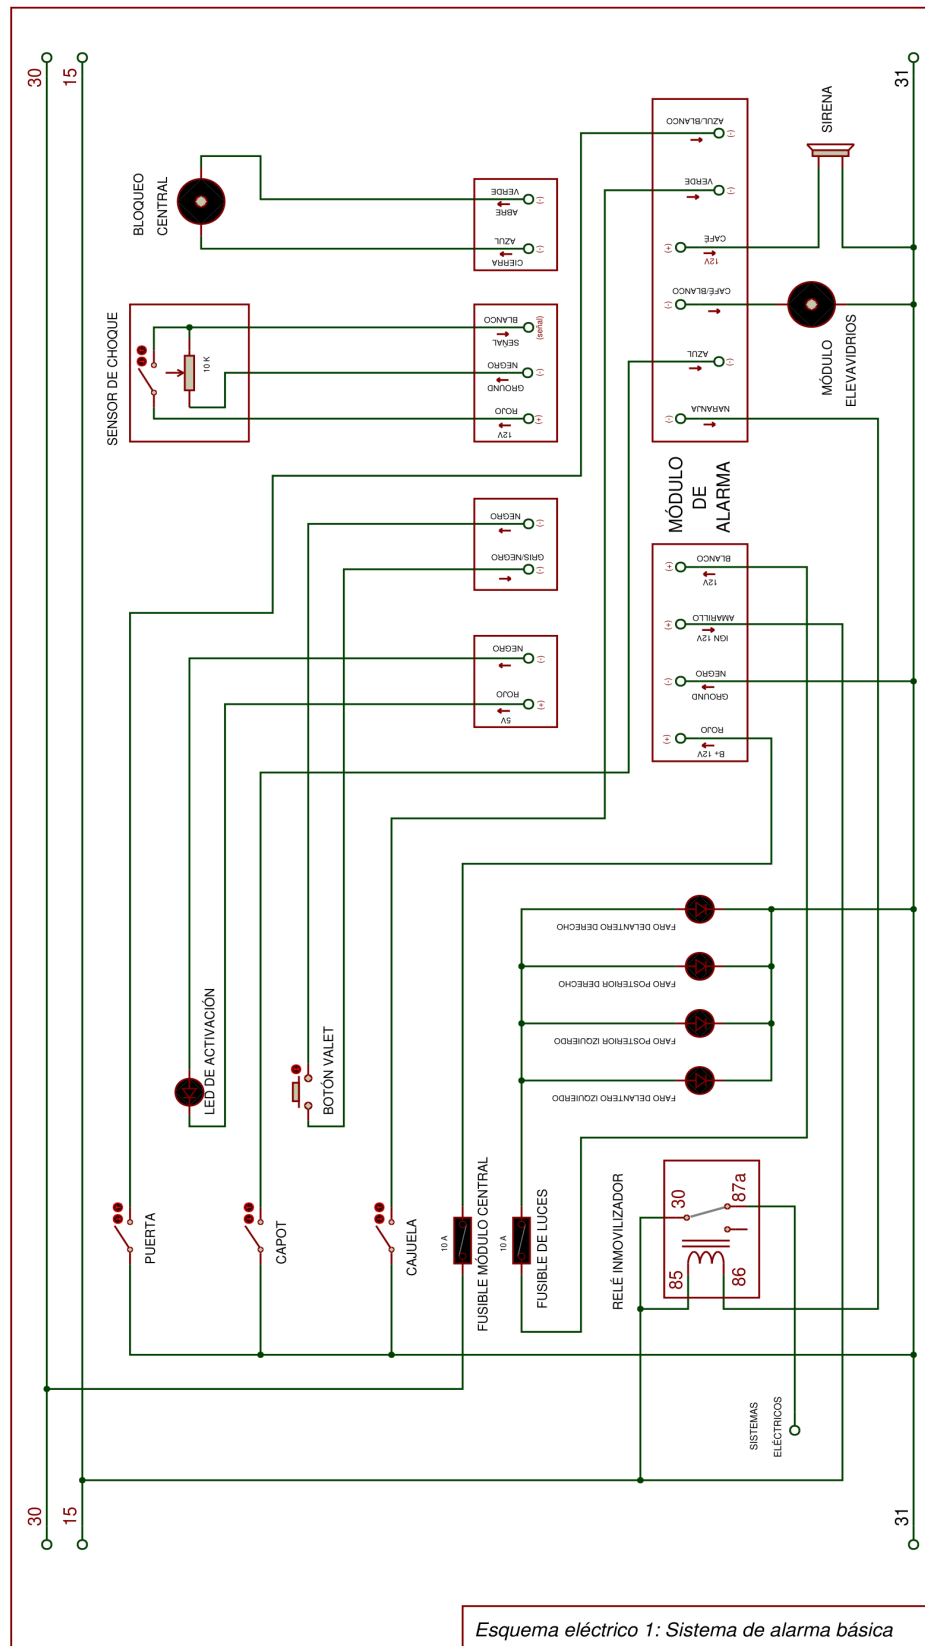 30
15
31
BLOQUEO
CENTRAL
VERDE
ABRE
(-)
AZUL
CIERRA
(-)
SENSOR DE CHOQUE
10 K
BLANCO
SEÑAL
(señal)
NEGRO
GROUND
(-)
ROJO
12V
(+)
AZUL/BLANCO
(-)
VERDE
(-)
CAFÉ
12V
(+)
CAFÉ/BLANCO
(-)
AZUL
(-)
NARANJA
(-)
SIRENA
MÓDULO
ELEVAVIDRIOS
MÓDULO
DE
ALARMA
NEGRO
(-)
GRIS/NEGRO
(-)
NEGRO
(-)
ROJO
5V
(+)
BLANCO
12V
(+)
AMARILLO
IGN 12V
(+)
NEGRO
GROUND
(-)
ROJO
B+ 12V
(+)
LED DE ACTIVACIÓN
BOTÓN VALET
FARO DELANTERO DERECHO
FARO POSTERIOR DERECHO
FARO POSTERIOR IZQUIERDO
FARO DELANTERO IZQUIERDO
PUERTA
CAPOT
CAJUELA
10 A
FUSIBLE MÓDULO CENTRAL
10 A
FUSIBLE DE LUCES
RELÉ INMOVILIZADOR
30
87a
85
86
SISTEMAS
ELÉCTRICOS
30
15
31
Esquema eléctrico 1: Sistema de alarma básica